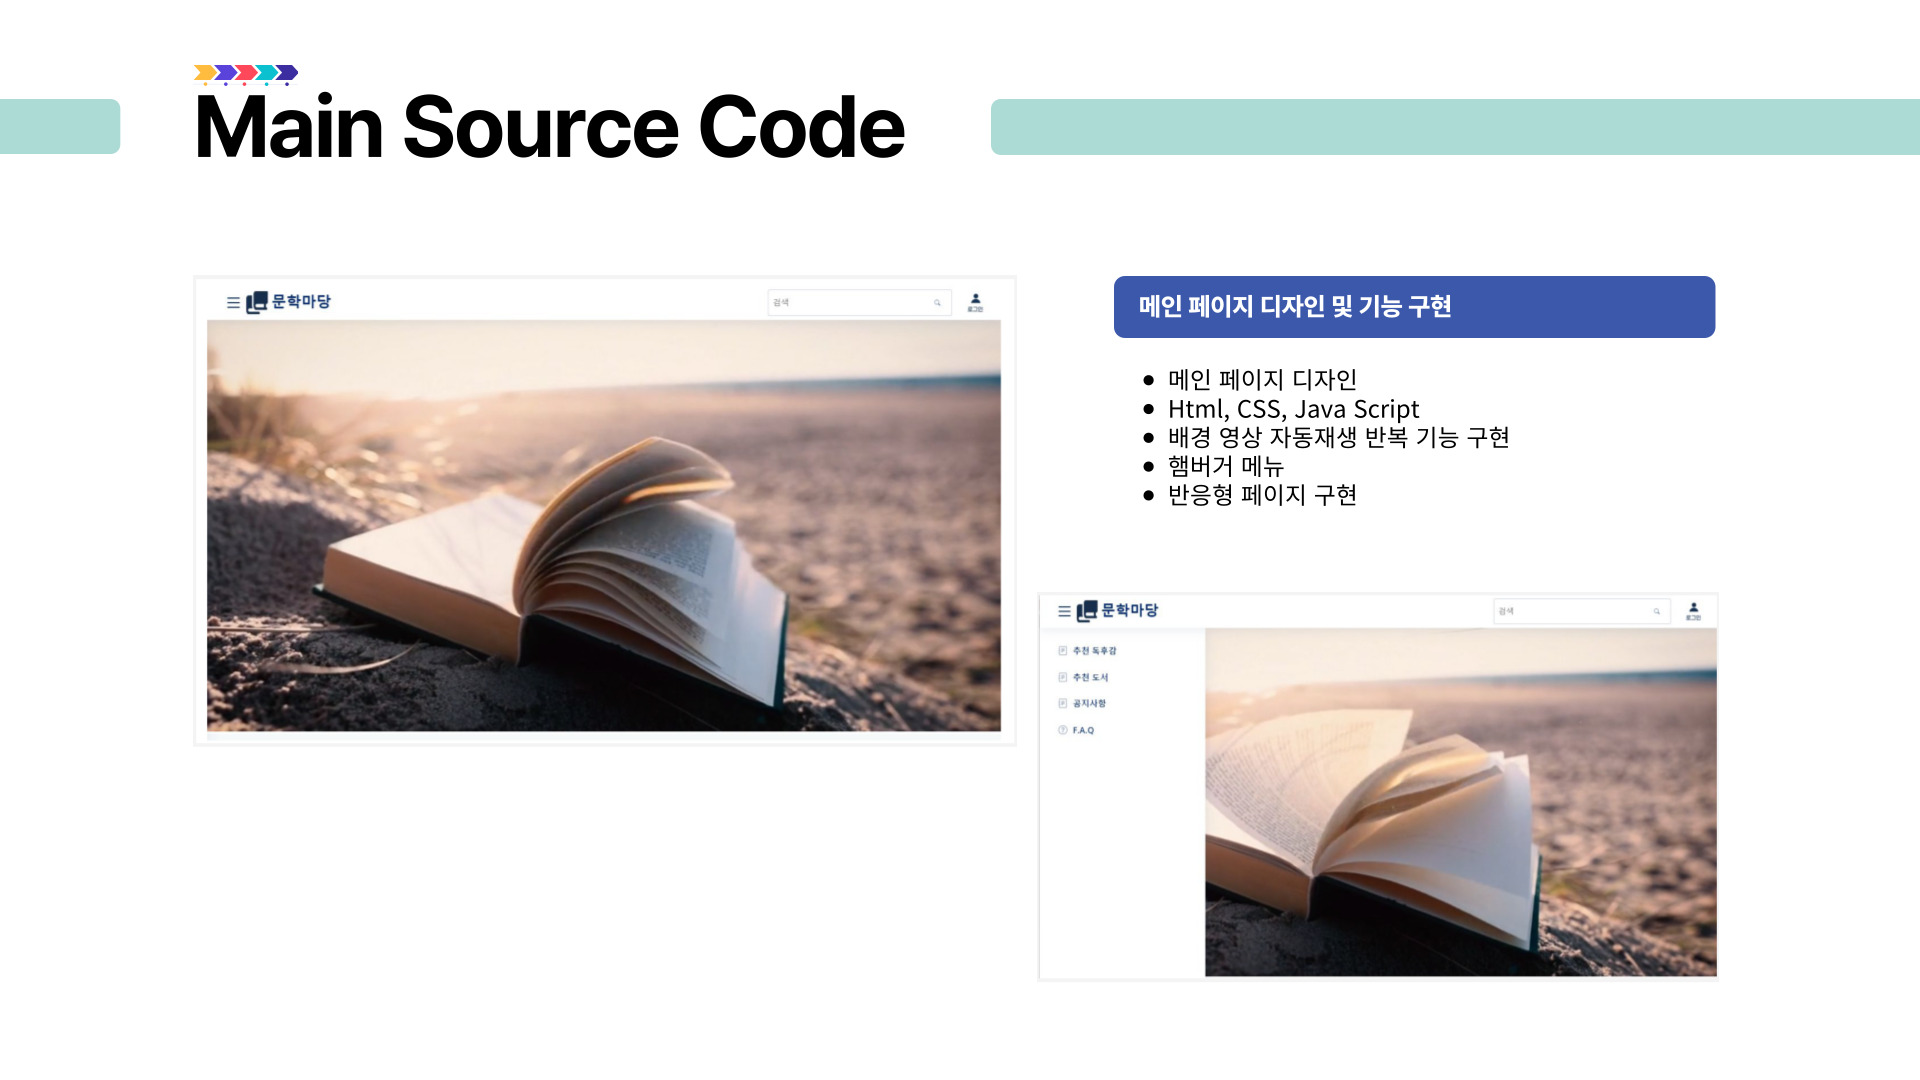 Main Source Code
문학마당
검색
로그인
메인 페이지 디자인 및 기능 구현
메인 페이지 디자인
Html, CSS, Java Script
배경 영상 자동재생 반복 기능 구현
햄버거 메뉴
반응형 페이지 구현
문학마당
검색
로그인
추천 독후감
추천 도서
공지사항
F.A.Q